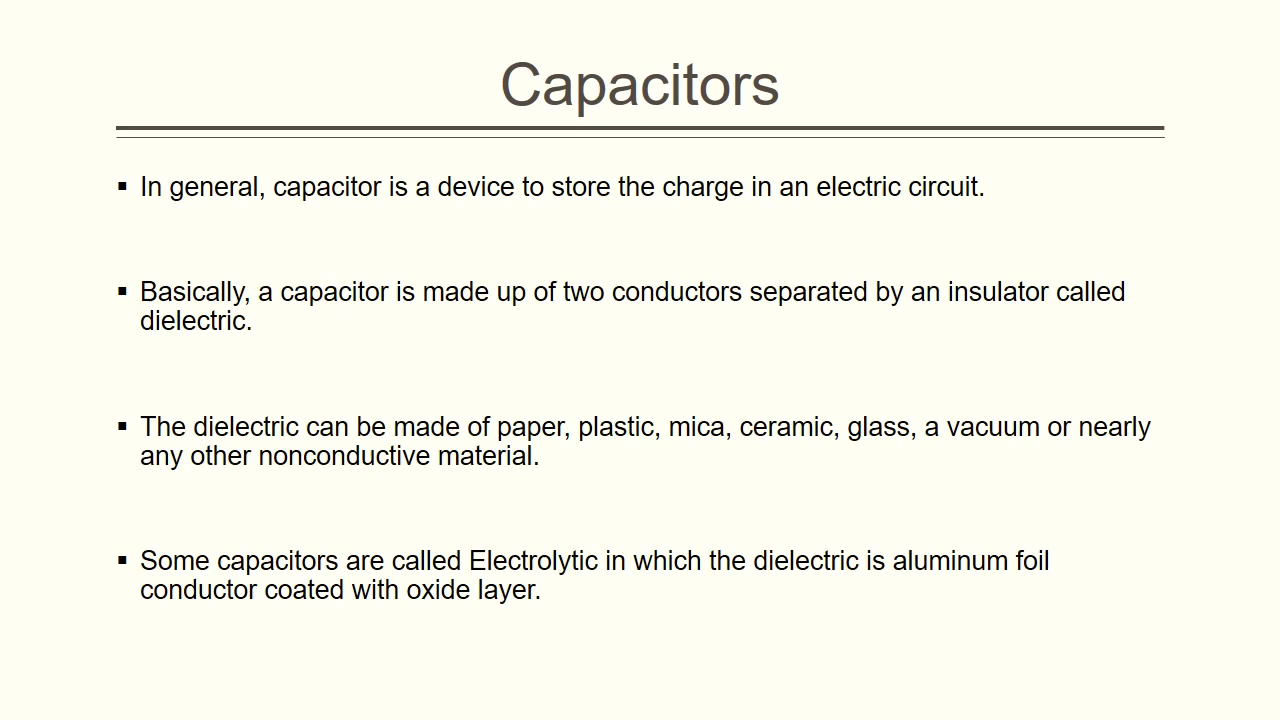 Capacitors
▪ In general, capacitor is a device to store the charge in an electric circuit.
▪ Basically, a capacitor is made up of two conductors separated by an insulator called
dielectric.
▪ The dielectric can be made of paper, plastic, mica, ceramic, glass, a vacuum or nearly
any other nonconductive material.
▪ Some capacitors are called Electrolytic in which the dielectric is aluminum foil
conductor coated with oxide layer.